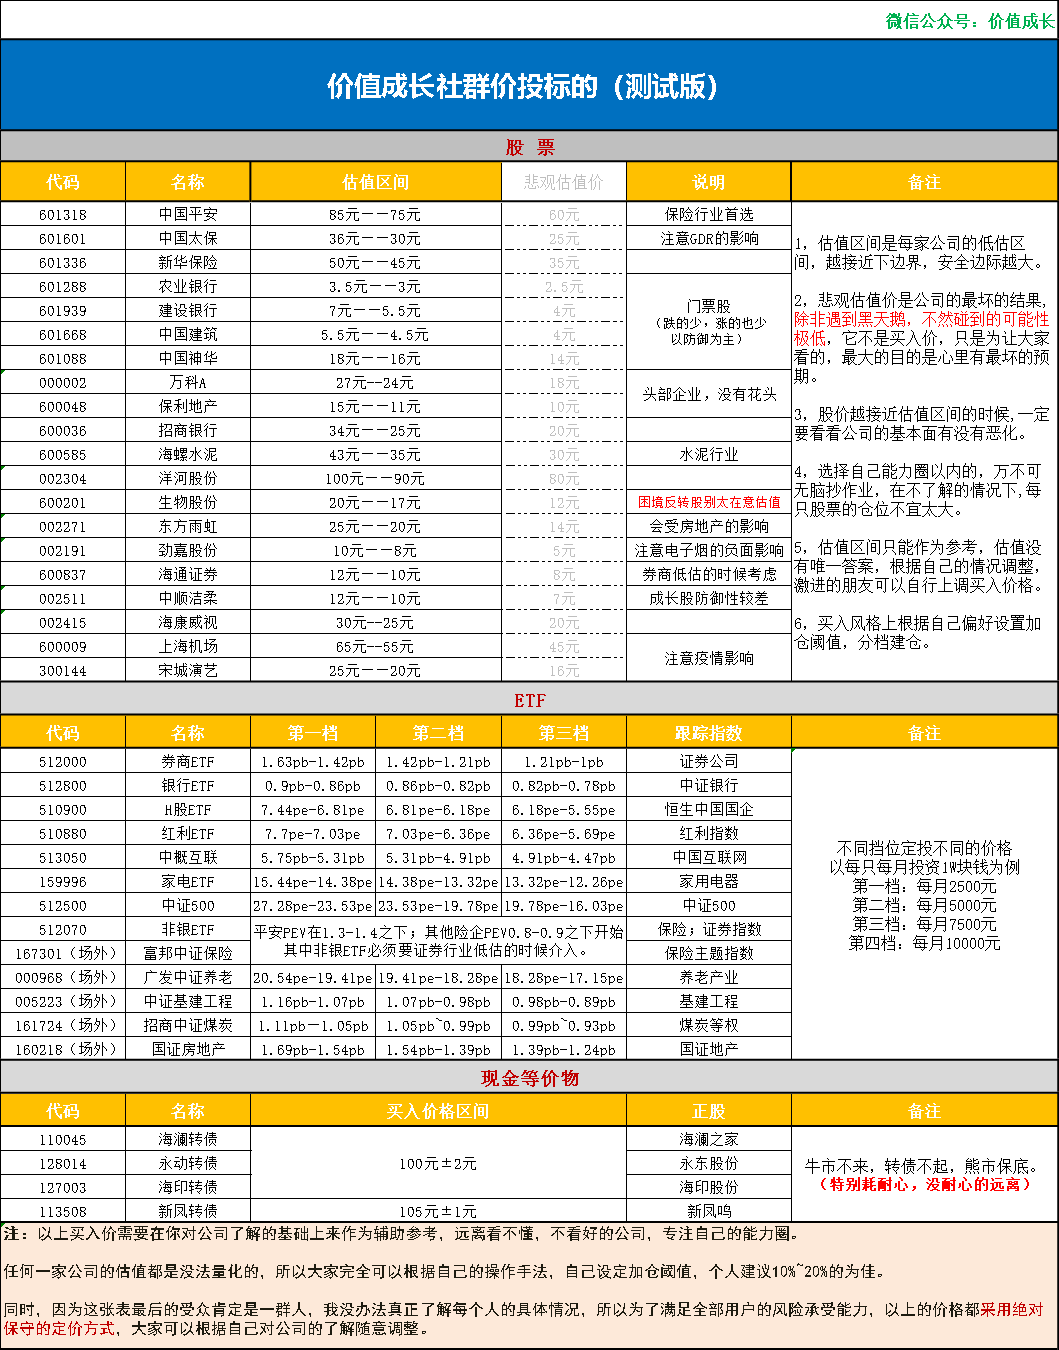 微信公众号：价值成长
价值成长社群价投标的（测试版）
股 票
代码 名称 估值区间 悲观估值价 说明 备注
601318 中国平安 85元——75元 60元 保险行业首选
601601 中国太保 36元——30元 25元 注意GDR的影响
601336 新华保险 50元——45元 35元
601288 农业银行 3.5元——3元 2.5元
601939 建设银行 7元——5.5元 4元
601668 中国建筑 5.5元——4.5元 4元
601088 中国神华 18元——16元 14元
门票股
（跌的少，涨的也少
以防御为主）
000002 万科A 27元--24元 18元
600048 保利地产 15元——11元 10元
头部企业，没有花头
600036 招商银行 34元——25元 20元
600585 海螺水泥 43元——35元 30元 水泥行业
002304 洋河股份 100元——90元 80元
600201 生物股份 20元——17元 12元 困境反转股别太在意估值
002271 东方雨虹 25元——20元 14元 会受房地产的影响
002191 劲嘉股份 10元——8元 5元 注意电子烟的负面影响
600837 海通证券 12元——10元 8元 券商低估的时候考虑
002511 中顺洁柔 12元——10元 7元 成长股防御性较差
002415 海康威视 30元--25元 20元
600009 上海机场 65元--55元 45元
300144 宋城演艺 25元——20元 16元
注意疫情影响
1，估值区间是每家公司的低估区
间，越接近下边界，安全边际越大。
2，悲观估值价是公司的最坏的结果,
除非遇到黑天鹅，不然碰到的可能性
极低，它不是买入价，只是为让大家
看的，最大的目的是心里有最坏的预
期。
3，股价越接近估值区间的时候,一定
要看看公司的基本面有没有恶化。
4，选择自己能力圈以内的，万不可
无脑抄作业，在不了解的情况下,每
只股票的仓位不宜太大。
5，估值区间只能作为参考，估值没
有唯一答案，根据自己的情况调整，
激进的朋友可以自行上调买入价格。
6，买入风格上根据自己偏好设置加
仓阈值，分档建仓。
ETF
代码 名称 第一档 第二档 第三档 跟踪指数 备注
512000 券商ETF 1.63pb-1.42pb 1.42pb-1.21pb 1.21pb-1pb 证券公司
512800 银行ETF 0.9pb-0.86pb 0.86pb-0.82pb 0.82pb-0.78pb 中证银行
510900 H股ETF 7.44pe-6.81pe 6.81pe-6.18pe 6.18pe-5.55pe 恒生中国国企
510880 红利ETF 7.7pe-7.03pe 7.03pe-6.36pe 6.36pe-5.69pe 红利指数
513050 中概互联 5.75pb-5.31pb 5.31pb-4.91pb 4.91pb-4.47pb 中国互联网
159996 家电ETF 15.44pe-14.38pe 14.38pe-13.32pe 13.32pe-12.26pe 家用电器
512500 中证500 27.28pe-23.53pe 23.53pe-19.78pe 19.78pe-16.03pe 中证500
512070 非银ETF 平安PEV在1.3-1.4之下；其他险企PEV0.8-0.9之下开始 保险；证券指数
167301（场外） 富邦中证保险 其中非银ETF必须要证券行业低估的时候介入。 保险主题指数
000968（场外） 广发中证养老 20.54pe-19.41pe 19.41pe-18.28pe 18.28pe-17.15pe 养老产业
005223（场外） 中证基建工程 1.16pb-1.07pb 1.07pb-0.98pb 0.98pb-0.89pb 基建工程
161724（场外） 招商中证煤炭 1.11pb—1.05pb 1.05pb~0.99pb 0.99pb~0.93pb 煤炭等权
160218（场外） 国证房地产 1.69pb-1.54pb 1.54pb-1.39pb 1.39pb-1.24pb 国证地产
不同挡位定投不同的价格
以每只每月投资1W块钱为例
第一档：每月2500元
第二档：每月5000元
第三档：每月7500元
第四档：每月10000元
现金等价物
代码 名称 买入价格区间 正股 备注
110045 海澜转债 海澜之家
128014 永动转债 100元±2元 永东股份
127003 海印转债 海印股份
113508 新凤转债 105元±1元 新凤鸣
牛市不来，转债不起，熊市保底。
（特别耗耐心，没耐心的远离）
注：以上买入价需要在你对公司了解的基础上来作为辅助参考，远离看不懂，不看好的公司，专注自己的能力圈。
任何一家公司的估值都是没法量化的，所以大家完全可以根据自己的操作手法，自己设定加仓阈值，个人建议10%~20%的为佳。
同时，因为这张表最后的受众肯定是一群人，我没办法真正了解每个人的具体情况，所以为了满足全部用户的风险承受能力，以上的价格都采用绝对
保守的定价方式，大家可以根据自己对公司的了解随意调整。